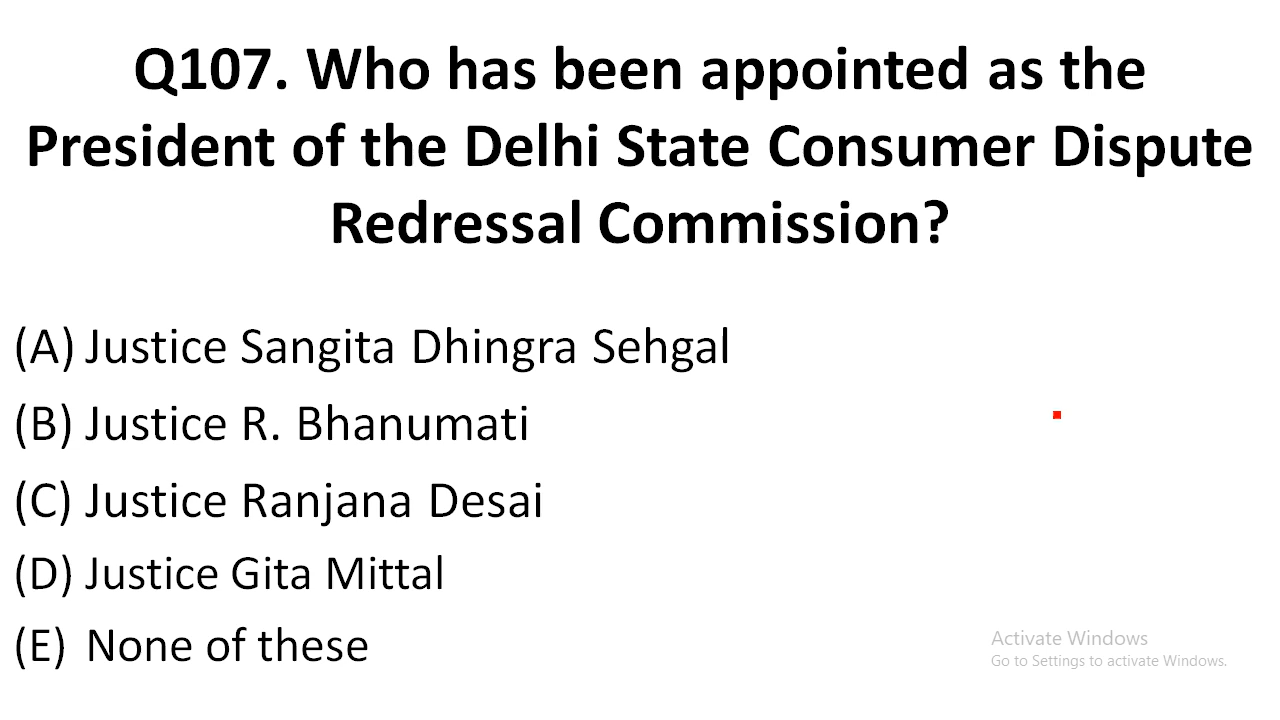 Q107. Who has been appointed as the
President of the Delhi State Consumer Dispute
Redressal Commission?
(A) Justice Sangita Dhingra Sehgal
(B) Justice R. Bhanumati
(C) Justice Ranjana Desai
(D) Justice Gita Mittal
(E) None of these
Activate Windows
Go to Settings to activate Windows.